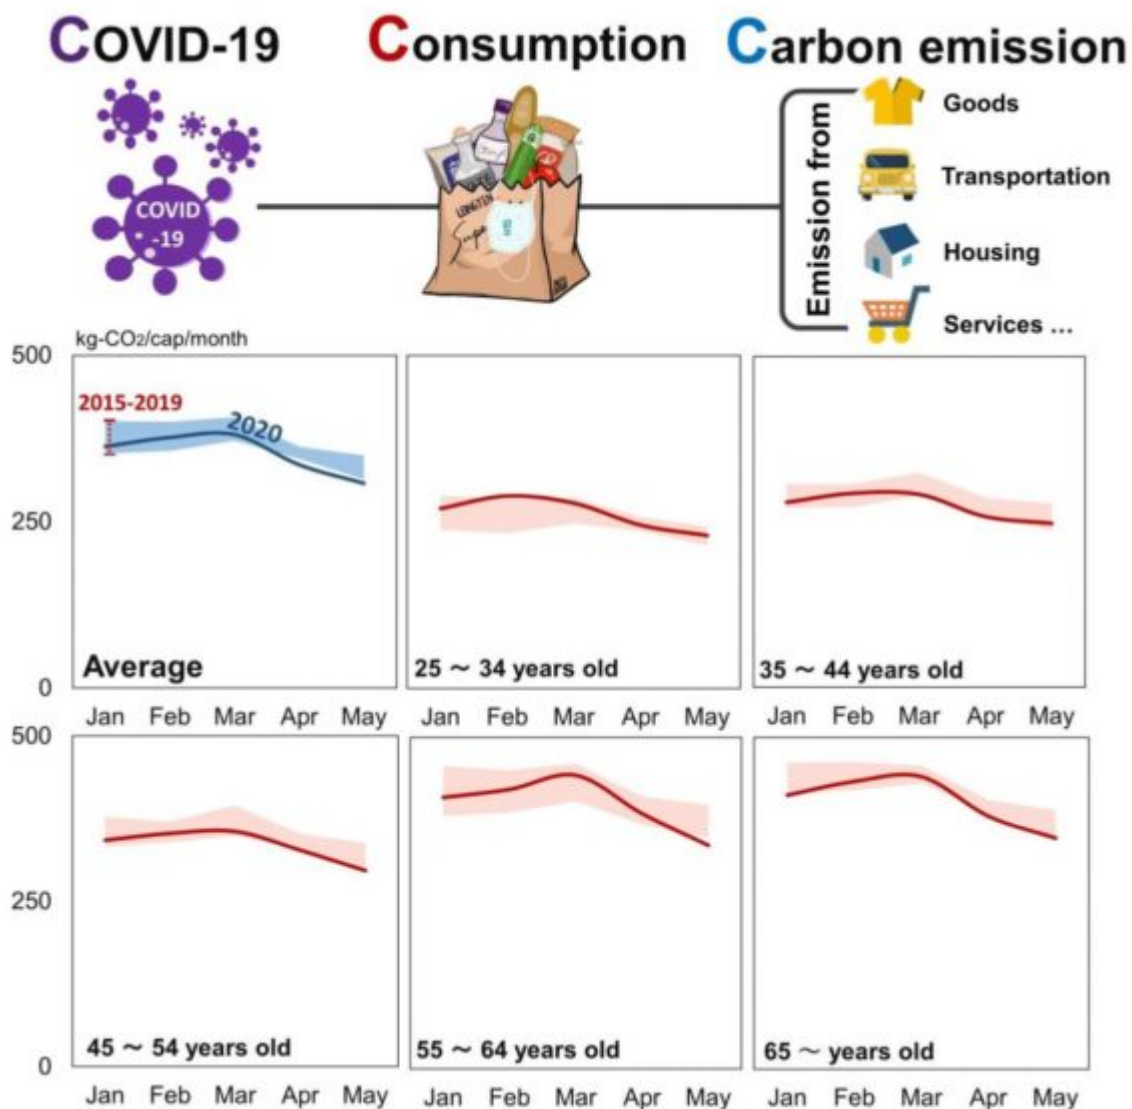 COVID-19 Consumption Carbon emission
COVID
-19
Emission from
Goods
Transportation
Housing
Services ...
kg-CO2/cap/month
500
250
0
2015-2019
2020
Average
25 ~ 34 years old
35 ~ 44 years old
Jan Feb Mar Apr May
Jan Feb Mar Apr May
Jan Feb Mar Apr May
500
250
0
45 ~ 54 years old
55 ~ 64 years old
65 ~ years old
Jan Feb Mar Apr May
Jan Feb Mar Apr May
Jan Feb Mar Apr May